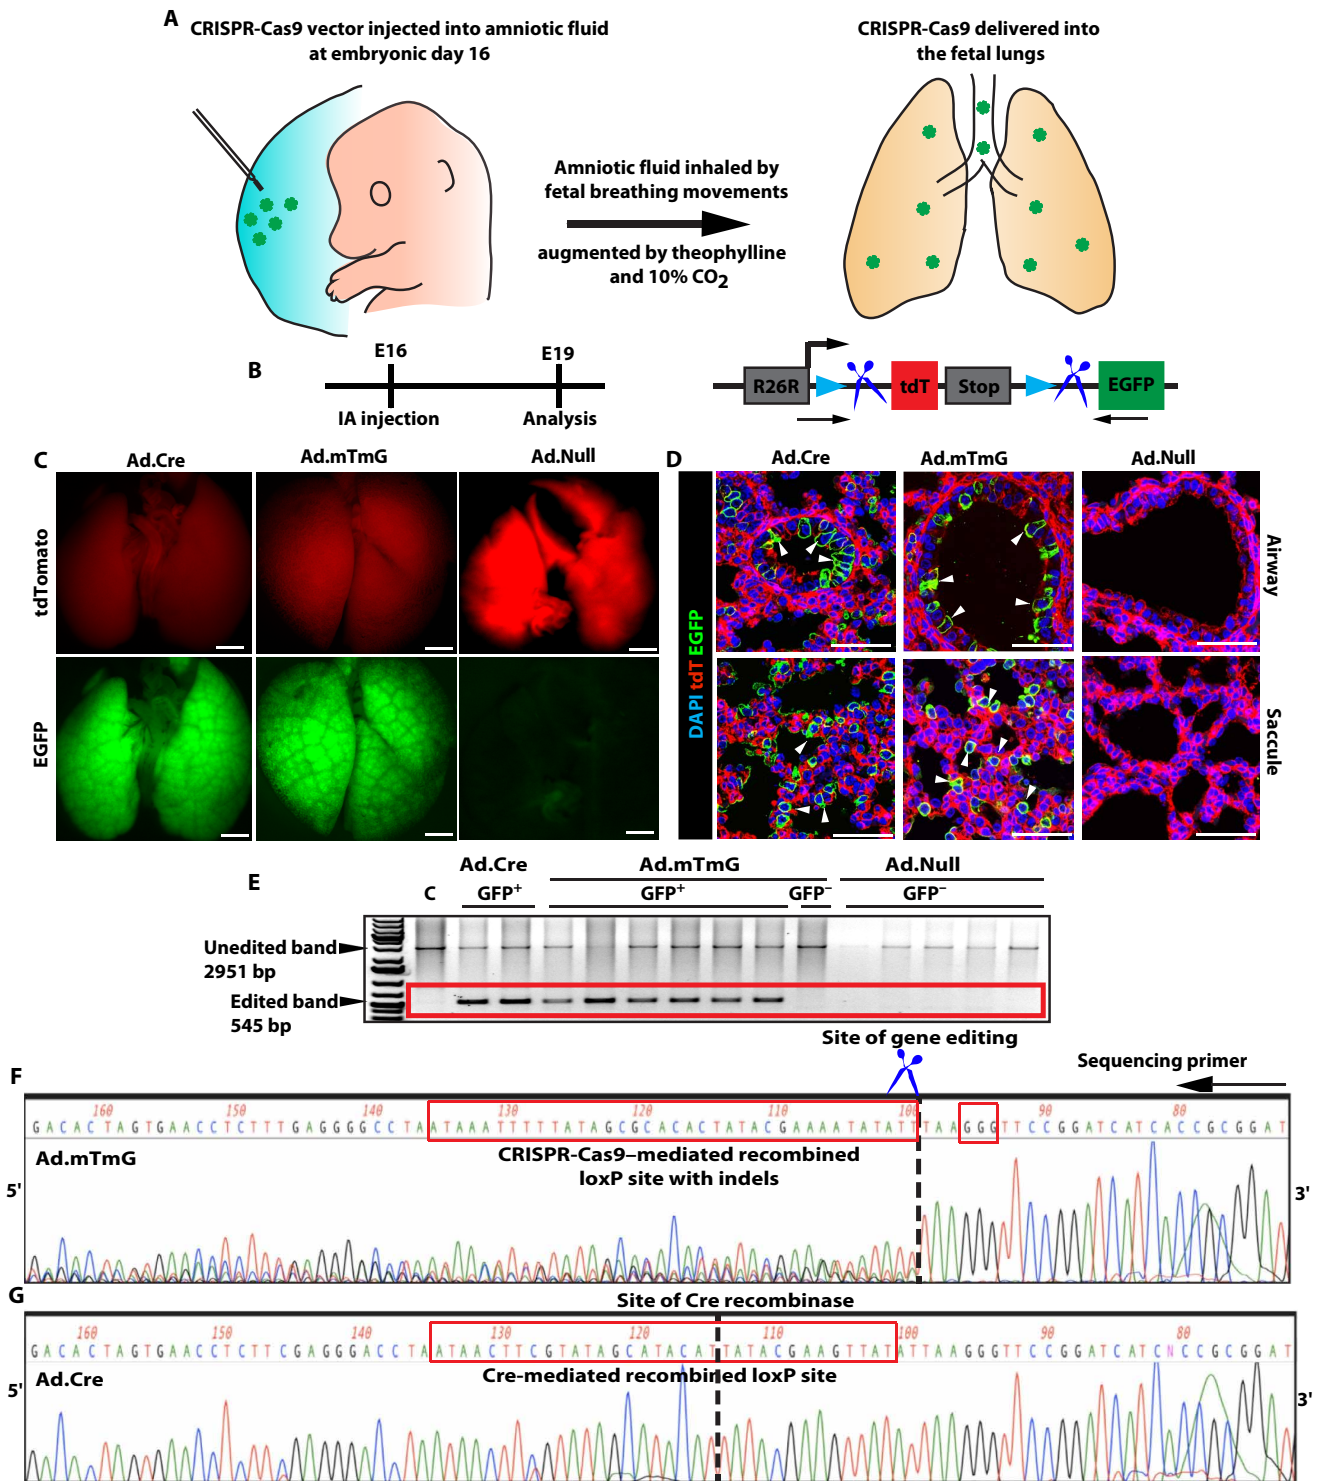 A
CRISPR-Cas9 vector injected into amniotic fluid
at embryonic day 16
CRISPR-Cas9 delivered into
the fetal lungs
Amniotic fluid inhaled by
fetal breathing movements
augmented by theophylline
and 10% CO2
B
E16
E19
IA injection
Analysis
R26R
tdT
Stop
EGFP
C
Ad.Cre
Ad.mTmG
Ad.Null
tdTomato
EGFP
D
Ad.Cre
Ad.mTmG
Ad.Null
DAPI tdT EGFP
Airway
Saccule
E
Ad.Cre
Ad.mTmG
Ad.Null
C
GFP+
GFP+
GFP–
GFP–
Unedited band
2951 bp
Edited band
545 bp
Site of gene editing
Sequencing primer
F
160 150 140 130 120 110 100 90 80
GACACTAGTGAACCTCTTTGAGGGGCCTAATAAATTTTTATAGCGCACACTATACGAAAATATATTTAAGGGTTCCGGATCATCACCGCGGAT
Ad.mTmG
CRISPR-Cas9–mediated recombined
loxP site with indels
5'
3'
G
Site of Cre recombinase
160 150 140 130 120 110 100 90 80
GACACTAGTGAACCTCTTCGAGGGACCTAATAACTTCGTATAGCATACATTATACGAAGTTATATTAAGGGTTCCGGATCATCNCCGCGGAT
Ad.Cre
Cre-mediated recombined loxP site
5'
3'